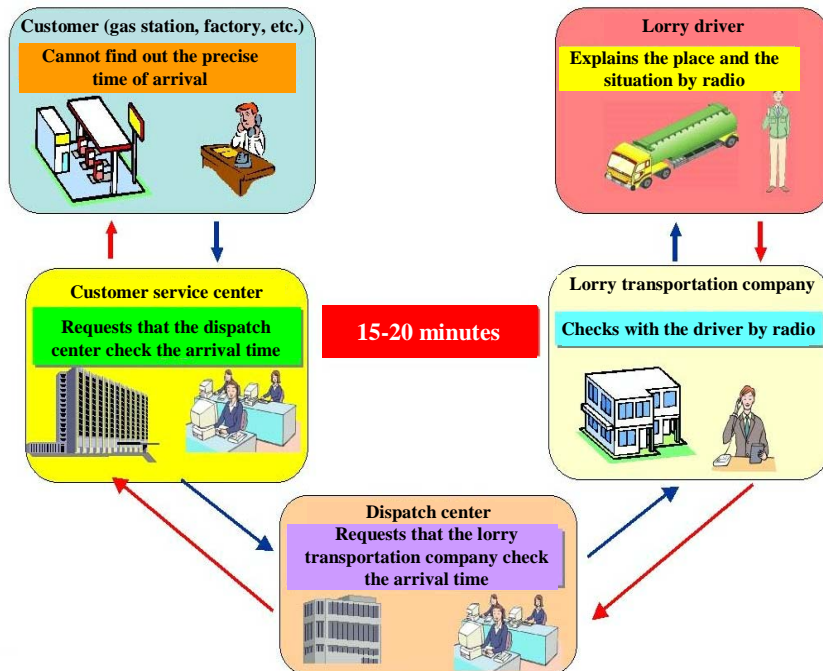 Customer (gas station, factory, etc.)
Cannot find out the precise
time of arrival
Lorry driver
Explains the place and the
situation by radio
Customer service center
Requests that the dispatch
center check the arrival time
15-20 minutes
Lorry transportation company
Checks with the driver by radio
Dispatch center
Requests that the lorry
transportation company check
the arrival time